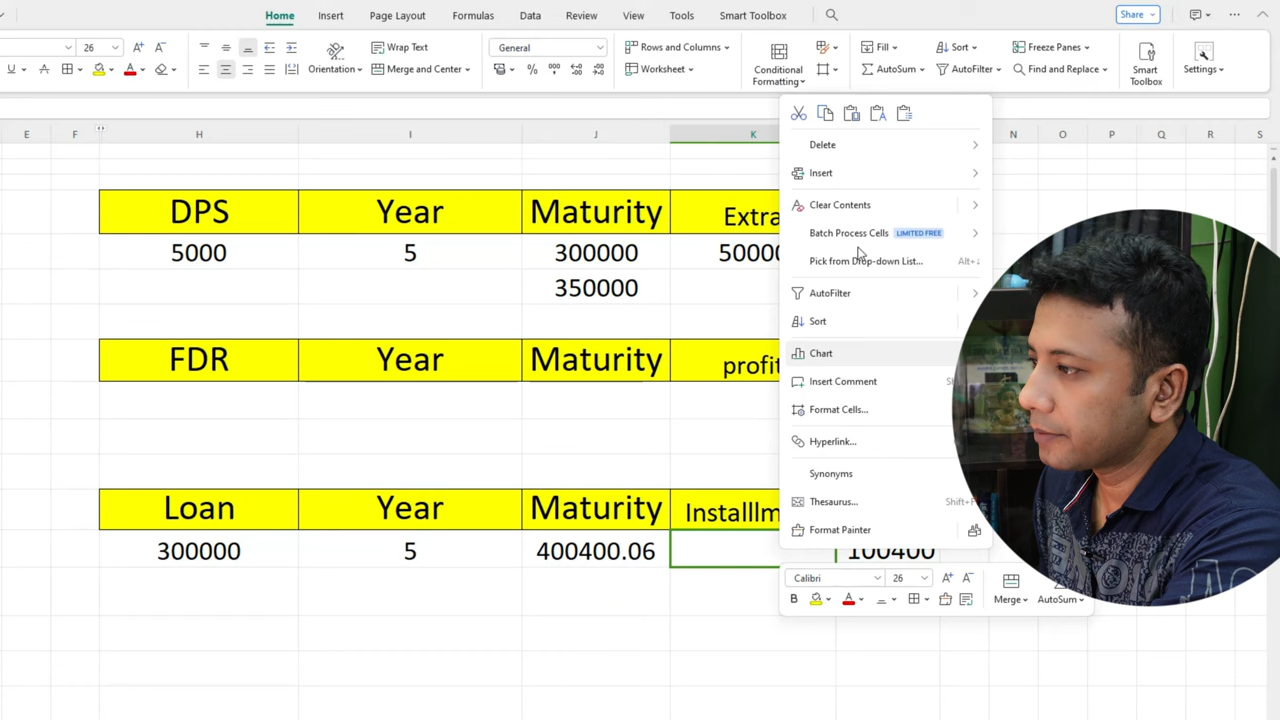 Home Insert Page Layout Formulas Data Review View Tools Smart Toolbox Share
26 Wrap Text General Rows and Columns Fill Sort Freeze Panes
Orientation Merge and Center Worksheet Conditional Formatting AutoSum AutoFilter Find and Replace Smart Toolbox Settings
E F H I J K N O P Q R S
DPS Year Maturity Extra
5000 5 300000 50000
350000
FDR Year Maturity profit
Loan Year Maturity Installm
300000 5 400400.06 100400
Delete
Insert
Clear Contents
Batch Process Cells LIMITED FREE
Pick from Drop-down List... Alt+↓
AutoFilter
Sort
Chart
Insert Comment
Format Cells...
Hyperlink...
Synonyms
Thesaurus... Shift+F
Format Painter
Calibri 26
B Merge AutoSum